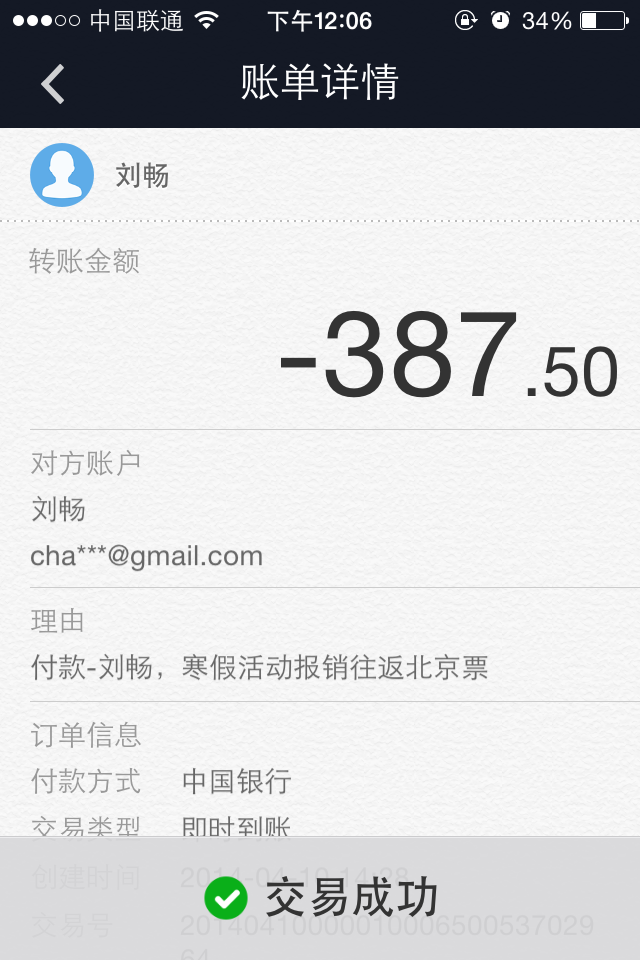 中国联通 下午12:06 34%
账单详情
刘畅
转账金额
-387.50
对方账户
刘畅
cha***@gmail.com
理由
付款-刘畅，寒假活动报销往返北京票
订单信息
付款方式 中国银行
交易类型 即时到账
创建时间 2014-04-10 14:28
交易成功
交易号 20140410000010006500537029
64